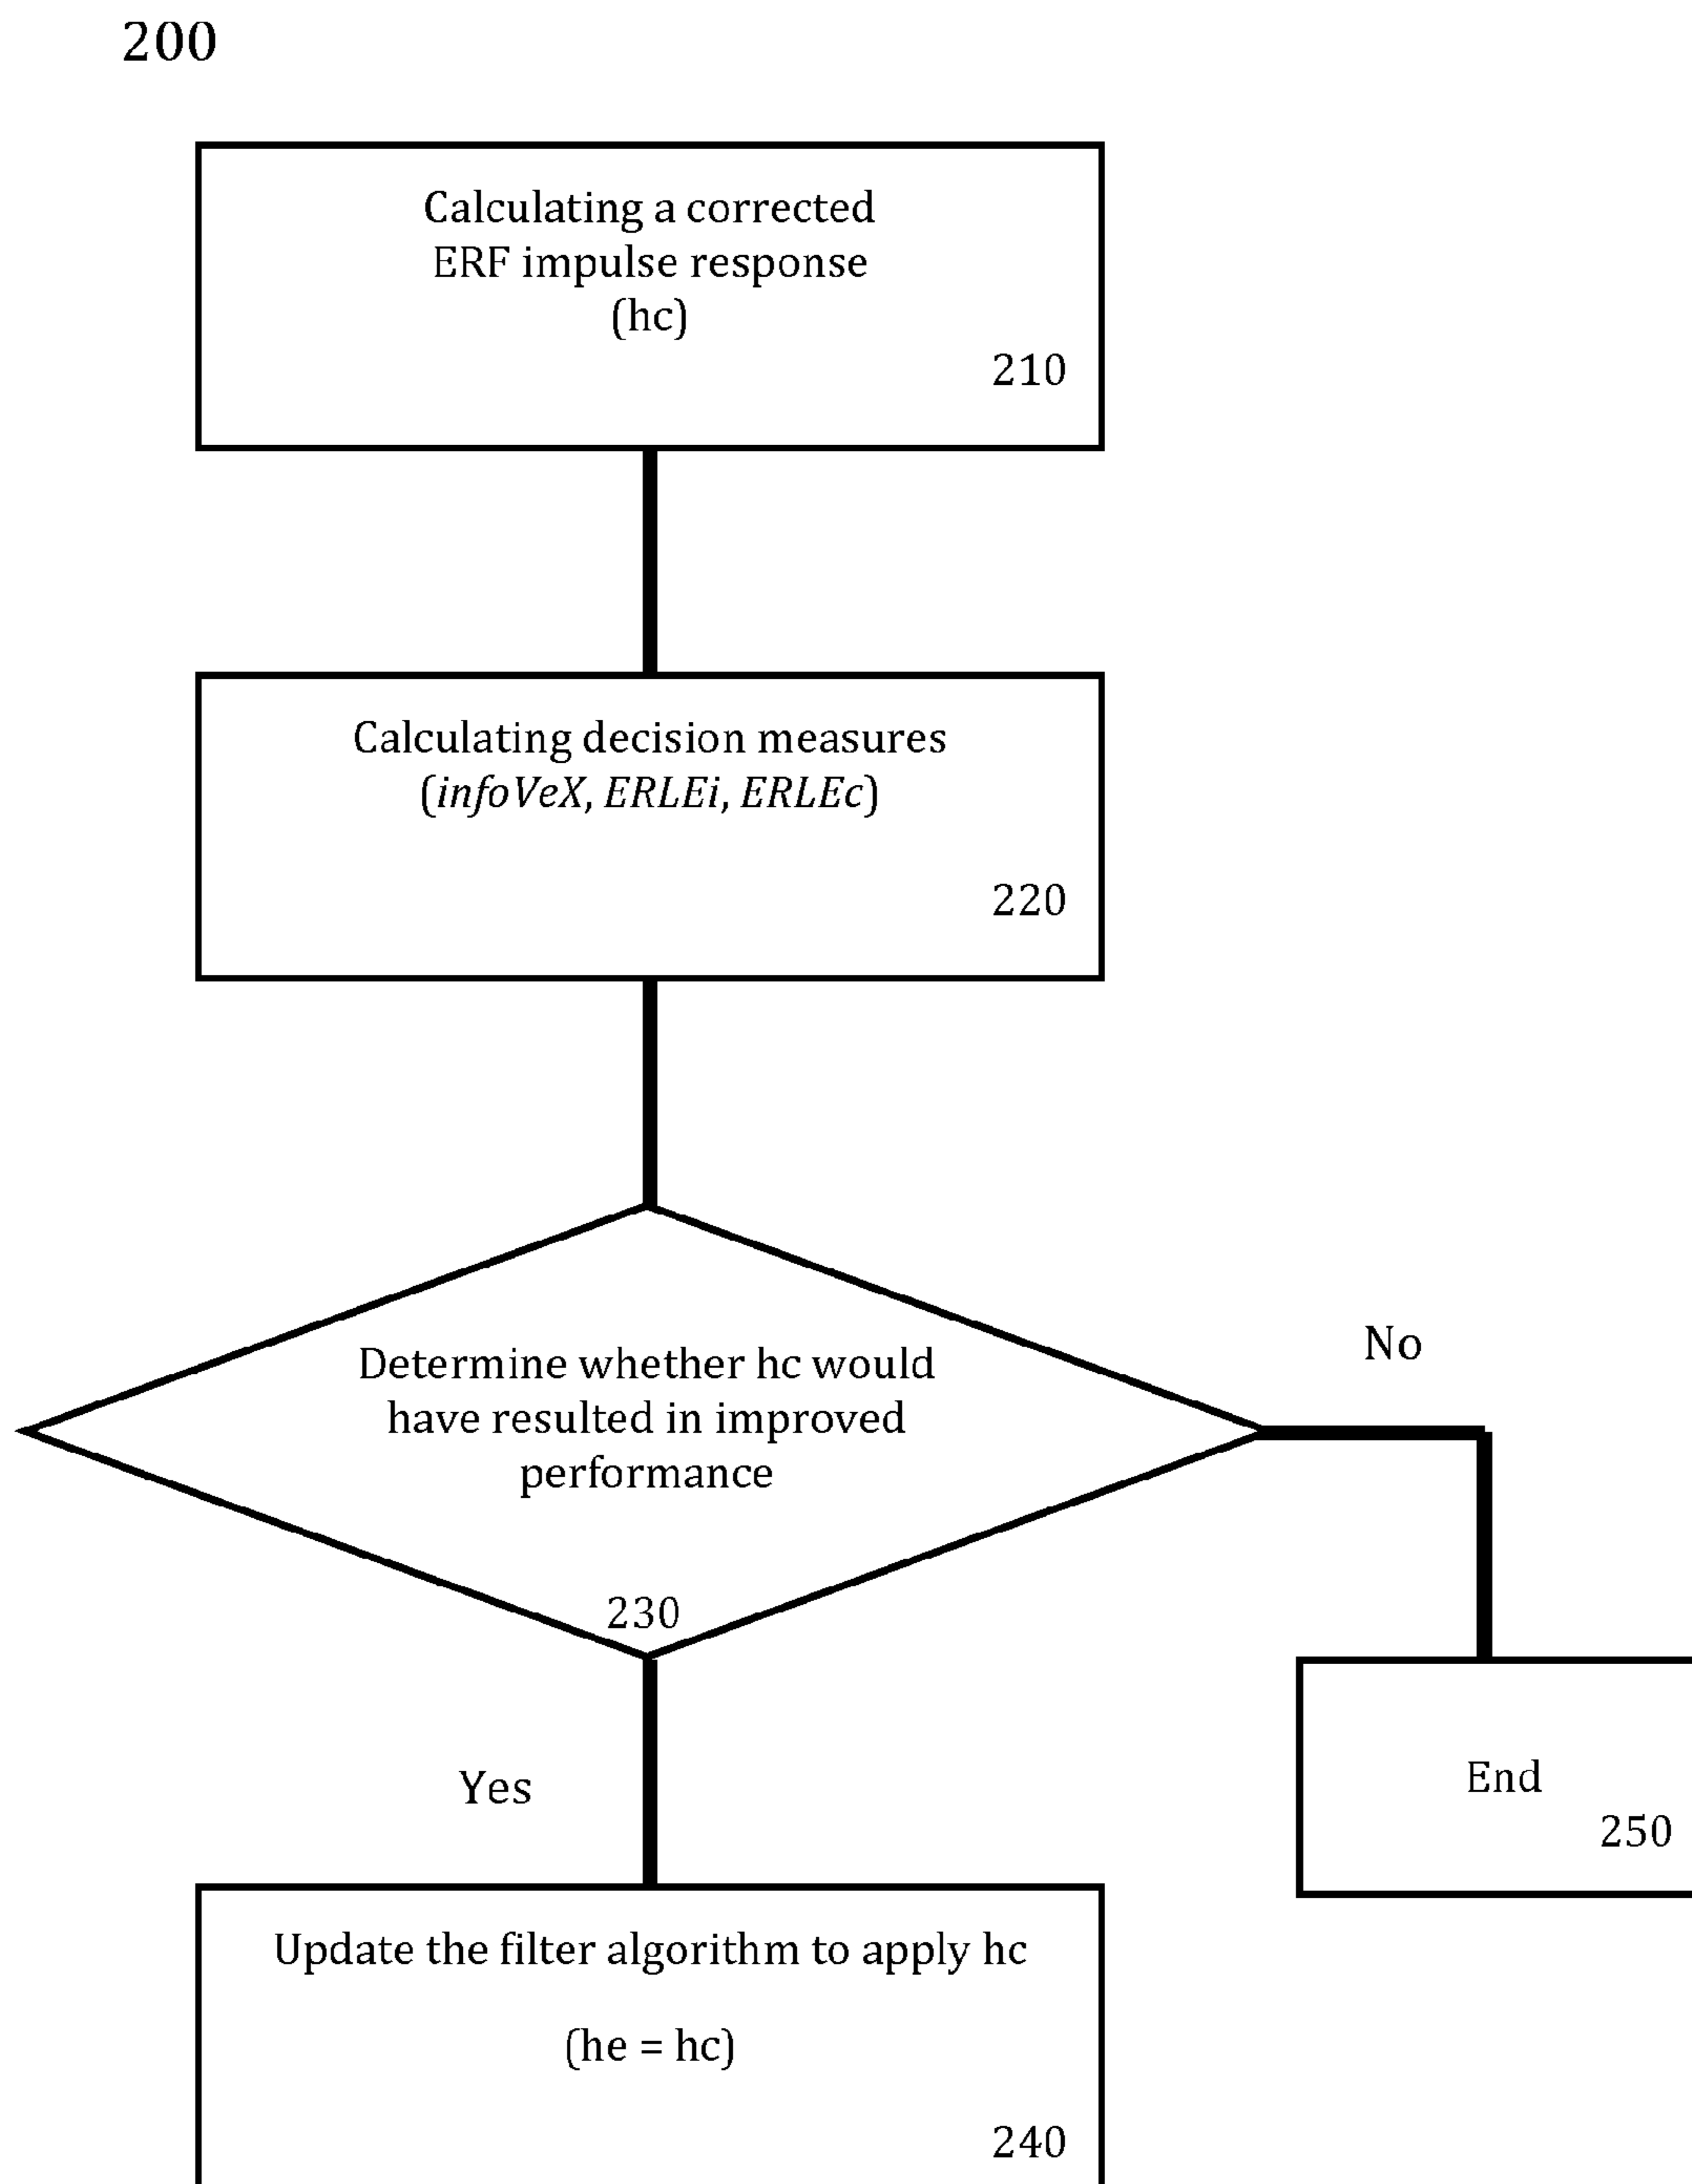 200
Calculating a corrected
ERF impulse response
(hc)
210
Calculating decision measures
(infoVeX, ERLEi, ERLEc)
220
Determine whether hc would
have resulted in improved
performance
230
No
Yes
End
250
Update the filter algorithm to apply hc
(he = hc)
240